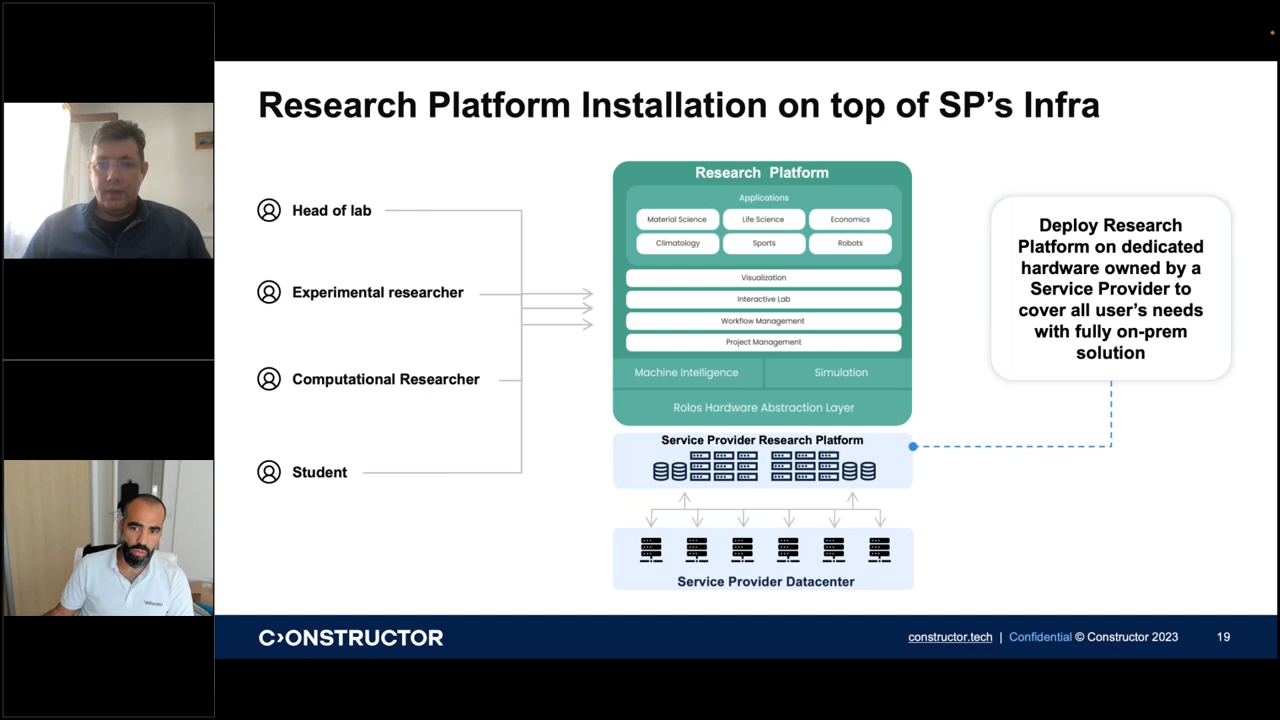 Research Platform Installation on top of SP's Infra
Head of lab
Experimental researcher
Computational Researcher
Student
Research Platform
Applications
Material Science
Life Science
Economics
Climatology
Sports
Robots
Visualization
Interactive Lab
Workflow Management
Project Management
Machine Intelligence
Simulation
Rolos Hardware Abstraction Layer
Service Provider Research Platform
Service Provider Datacenter
Deploy Research
Platform on dedicated
hardware owned by a
Service Provider to
cover all user's needs
with fully on-prem
solution
C›ONSTRUCTOR
constructor.tech | Confidential © Constructor 2023
19